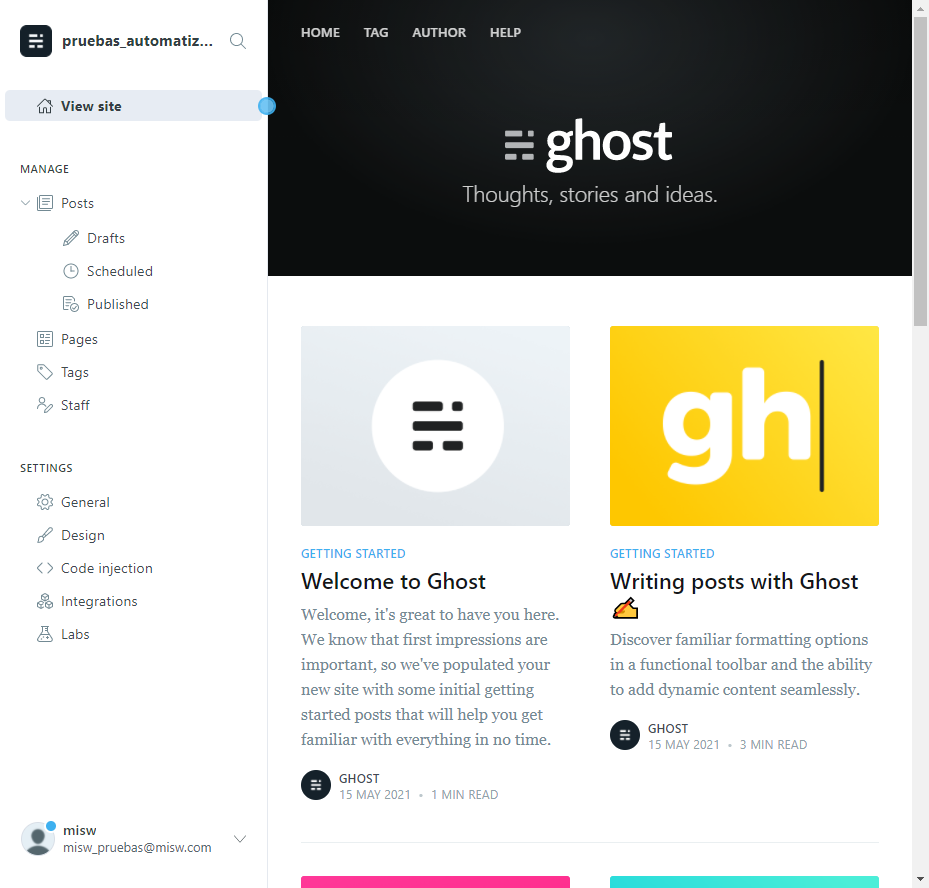 pruebas_automatiz...
View site
MANAGE
Posts
Drafts
Scheduled
Published
Pages
Tags
Staff
SETTINGS
General
Design
Code injection
Integrations
Labs
misw
misw_pruebas@misw.com
HOME TAG AUTHOR HELP
ghost
Thoughts, stories and ideas.
GETTING STARTED
Welcome to Ghost
Welcome, it's great to have you here.
We know that first impressions are
important, so we've populated your
new site with some initial getting
started posts that will help you get
familiar with everything in no time.
GHOST
15 MAY 2021 • 1 MIN READ
gh
GETTING STARTED
Writing posts with Ghost
✍️
Discover familiar formatting options
in a functional toolbar and the ability
to add dynamic content seamlessly.
GHOST
15 MAY 2021 • 3 MIN READ